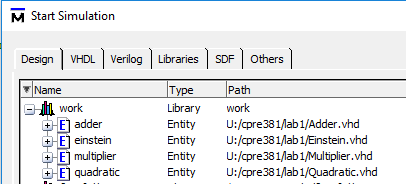 Start Simulation
Design VHDL Verilog Libraries SDF Others
Name Type Path
work Library work
adder Entity U:/cpre381/lab1/Adder.vhd
einstein Entity U:/cpre381/lab1/Einstein.vhd
multiplier Entity U:/cpre381/lab1/Multiplier.vhd
quadratic Entity U:/cpre381/lab1/Quadratic.vhd